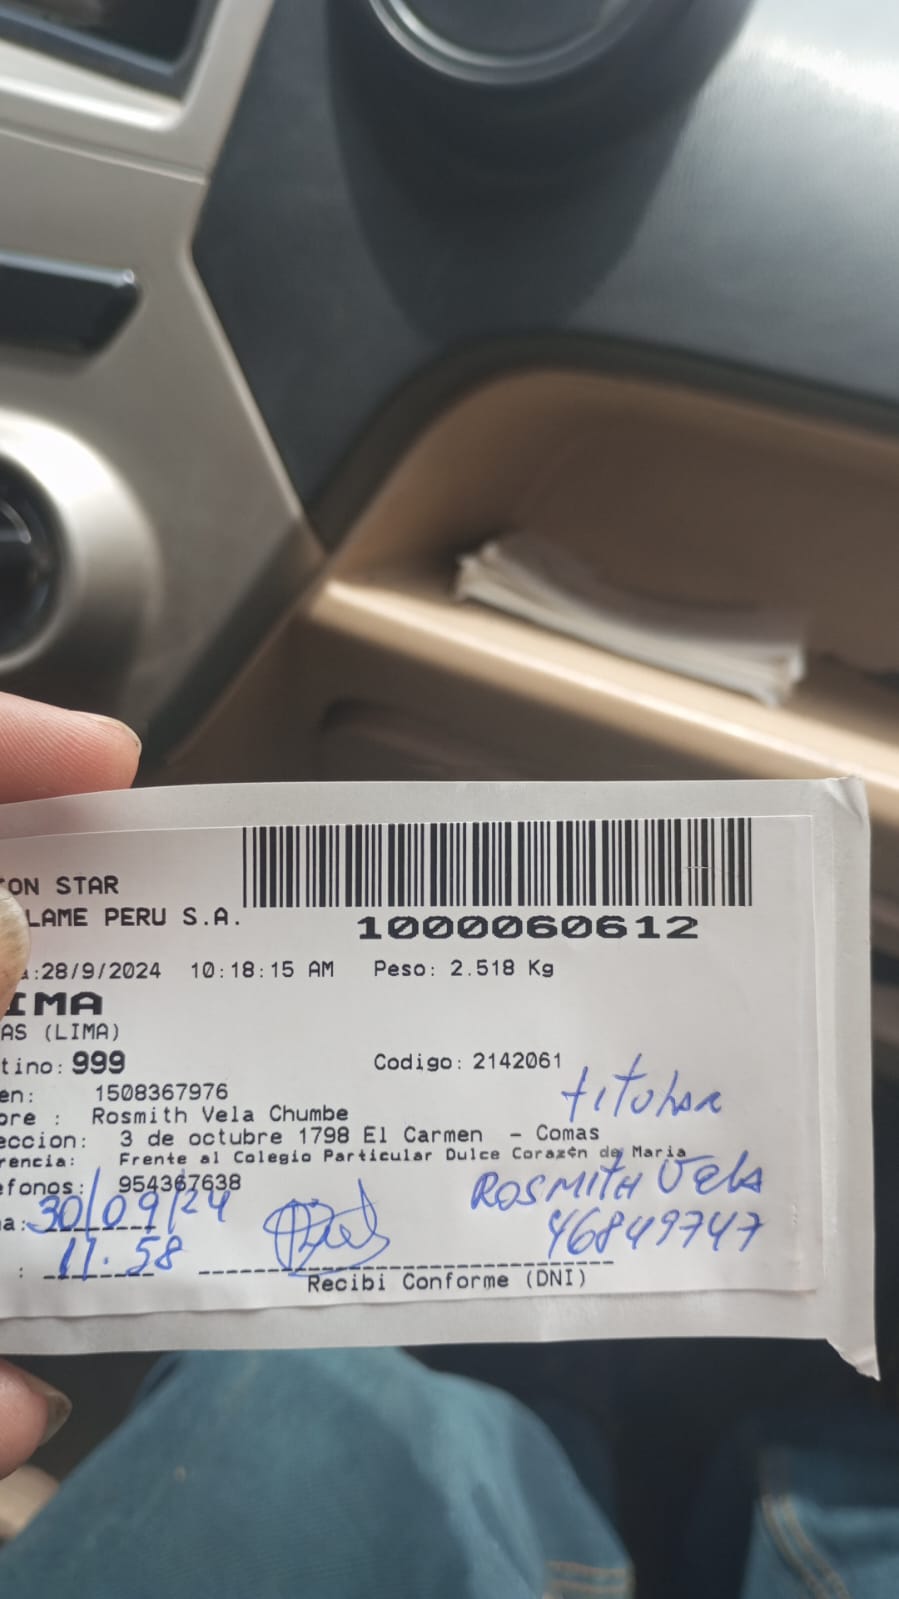 ON STAR
LAME PERU S.A.
1000060612
:28/9/2024 10:18:15 AM Peso: 2.518 Kg
IMA
AS (LIMA)
tino: 999 Codigo: 2142061
en: 1508367976
titular
bre : Rosmith Vela Chumbe
eccion: 3 de octubre 1798 El Carmen - Comas
rencia: Frente al Colegio Particular Dulce Coraz¢n de Maria
efonos: 954367638
ROSMITH Vela
a: 30/09/24
46849747
: 11:58
Recibi Conforme (DNI)